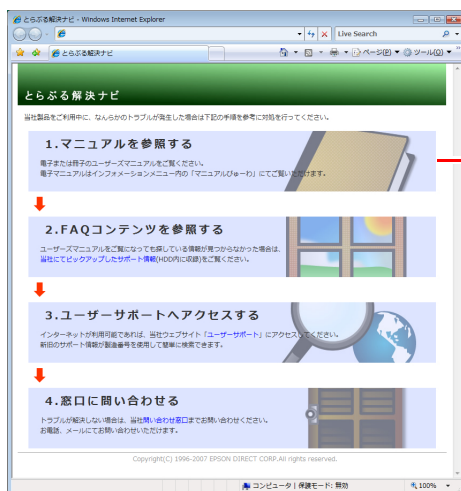 とらぶる解決ナビ - Windows Internet Explorer
Live Search
とらぶる解決ナビ
ページ(P)
ツール(O)
とらぶる解決ナビ
当社製品をご利用中に、なんらかのトラブルが発生した場合は下記の手順を参考に対処を行ってください。
1.マニュアルを参照する
電子または冊子のユーザーズマニュアルをご覧ください。
電子マニュアルはインフォメーションメニュー内の「マニュアルびゅーわ」にてご覧いただけます。
2.FAQコンテンツを参照する
ユーザーズマニュアルをご覧になっても探している情報が見つからなかった場合は、
当社にてピックアップしたサポート情報(HDD内に収録)をご覧ください。
3.ユーザーサポートへアクセスする
インターネットが利用可能であれば、当社ウェブサイト「ユーザーサポート」にアクセスしてください。
新旧のサポート情報が製造番号を使用して簡単に検索できます。
4.窓口に問い合わせる
トラブルが解決しない場合は、当社問い合わせ窓口までお問い合わせください。
お電話、メールにてお問い合わせいただけます。
Copyright(C) 1996-2007 EPSON DIRECT CORP.All rights reserved.
コンピュータ | 保護モード: 無効
100%